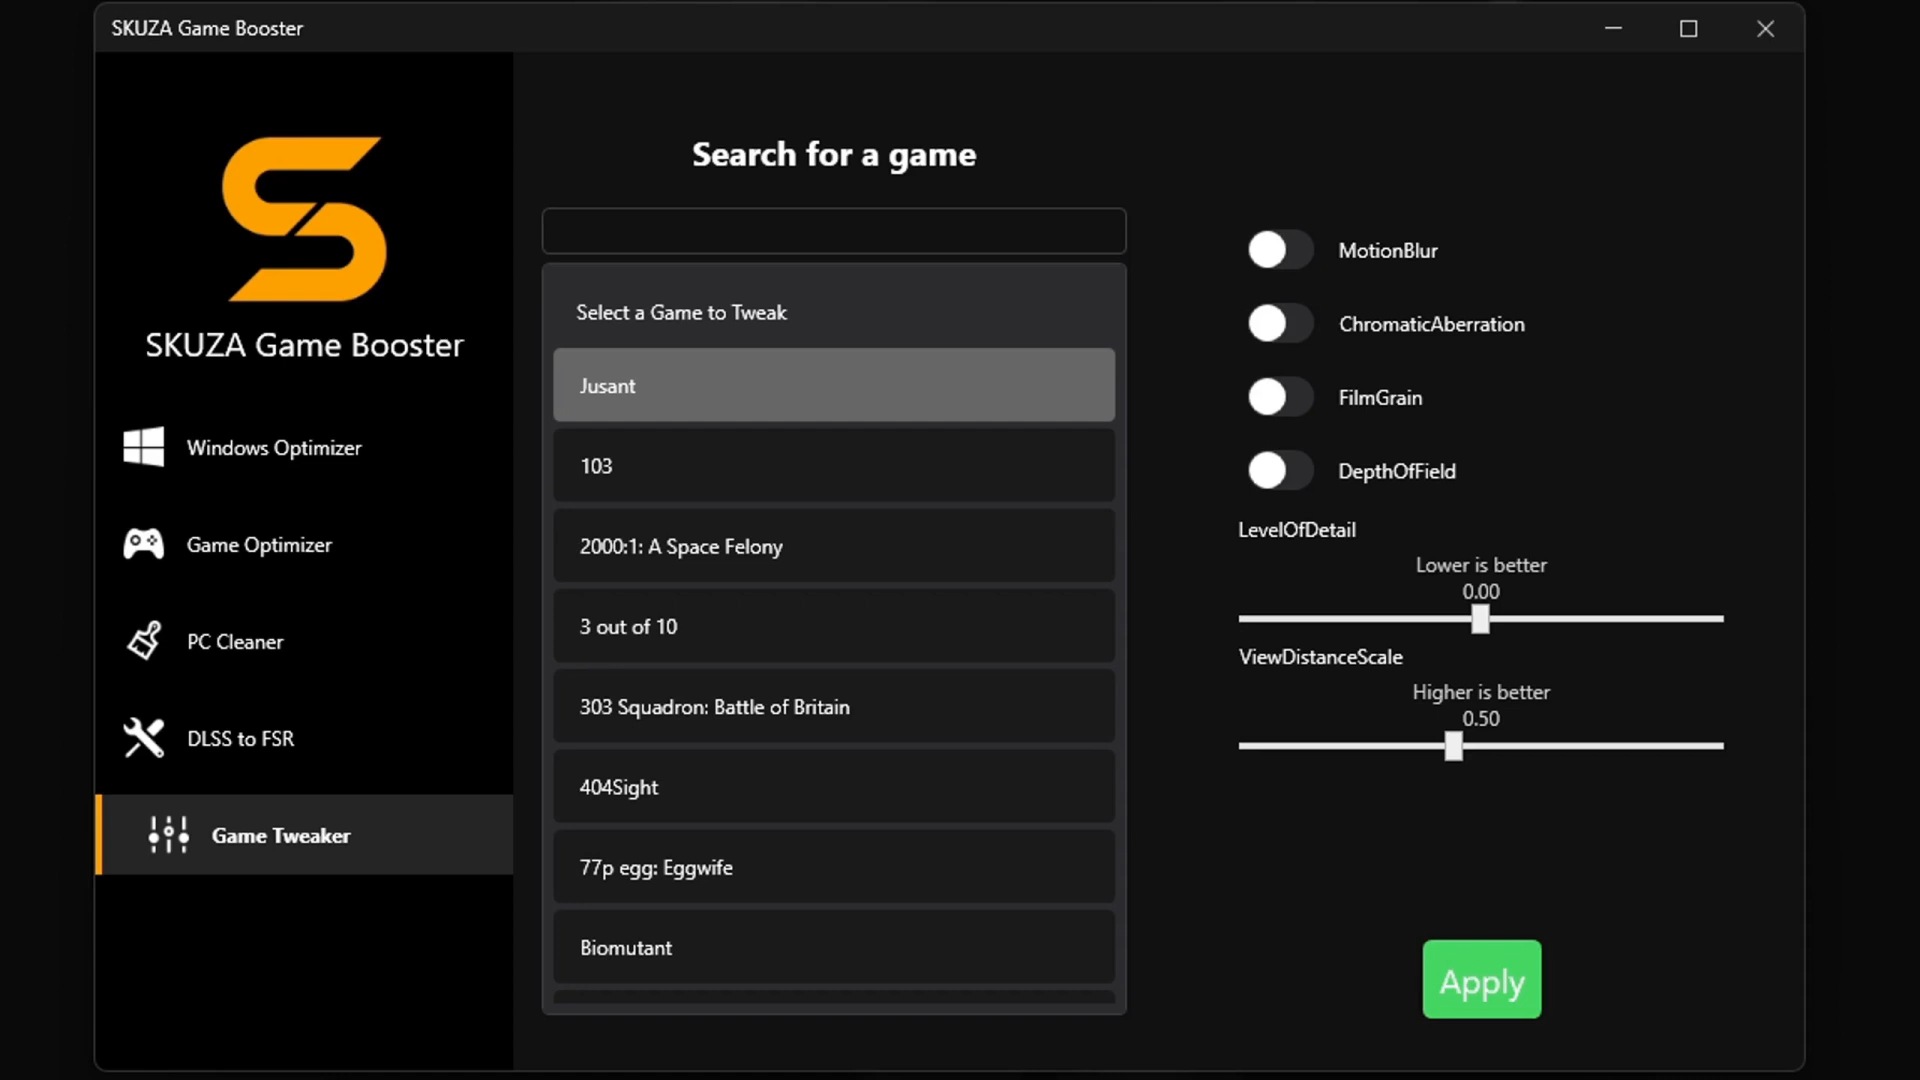 SKUZA Game Booster
SKUZA Game Booster
Windows Optimizer
Game Optimizer
PC Cleaner
DLSS to FSR
Game Tweaker
Search for a game
Select a Game to Tweak
Jusant
103
2000:1: A Space Felony
3 out of 10
303 Squadron: Battle of Britain
404Sight
77p egg: Eggwife
Biomutant
MotionBlur
ChromaticAberration
FilmGrain
DepthOfField
LevelOfDetail
Lower is better
0.00
ViewDistanceScale
Higher is better
0.50
Apply